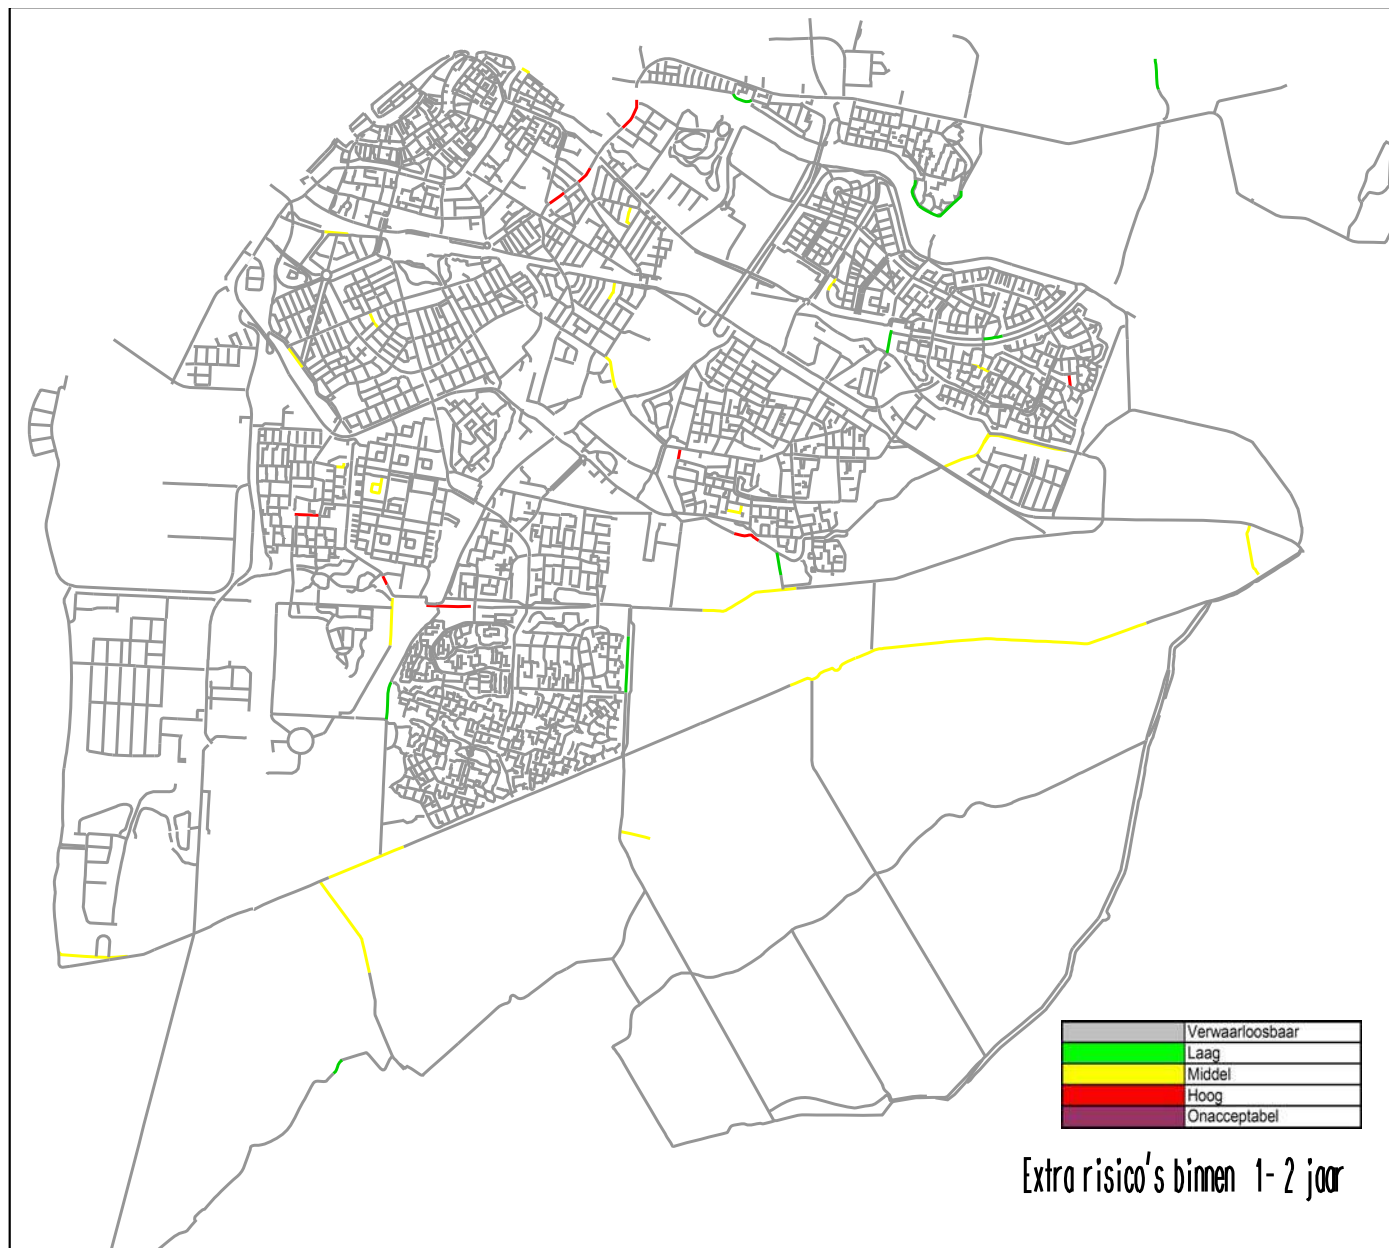 Verwaarloosbaar
Laag
Middel
Hoog
Onacceptabel
Extra risico's binnen 1-2 jaar